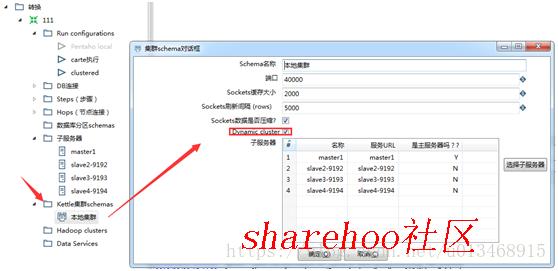 转换
111
Run configurations
Pentaho local
carte执行
clustered
DB连接
Steps（步骤）
Hops（节点连接）
数据库分区schemas
子服务器
master1
slave2-9192
slave3-9193
slave4-9194
Kettle集群schemas
本地集群
Hadoop clusters
Data Services
集群schema对话框
Schema名称 本地集群
端口 40000
Sockets缓存大小 2000
Sockets刷新间隔 (rows) 5000
Sockets数据是否压缩?
Dynamic cluster
子服务器
# 名称 服务URL 是主服务器吗??
1 master1 master1 Y
2 slave2-9192 slave2-9192 N
3 slave3-9193 slave3-9193 N
4 slave4-9194 slave4-9194 N
选择子服务器
确定(O) 取消(C)
sharehoo社区